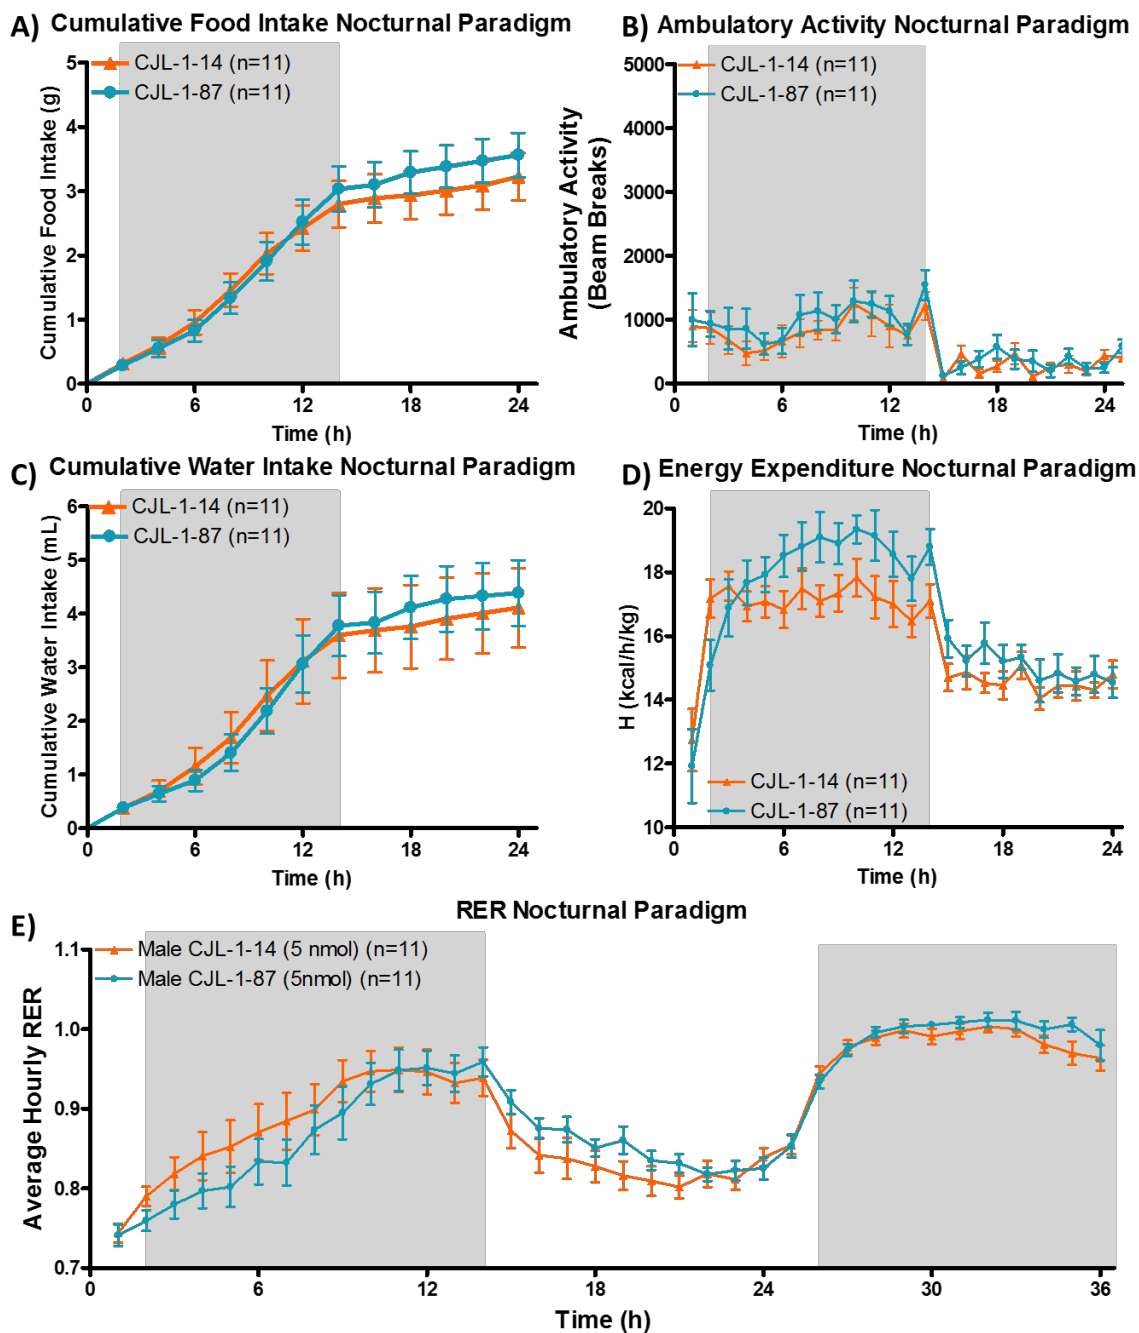 A) Cumulative Food Intake Nocturnal Paradigm
CJL-1-14 (n=11)
CJL-1-87 (n=11)
Cumulative Food Intake (g)
5
4
3
2
1
0
0 6 12 18 24
Time (h)
B) Ambulatory Activity Nocturnal Paradigm
CJL-1-14 (n=11)
CJL-1-87 (n=11)
Ambulatory Activity
(Beam Breaks)
5000
4000
3000
2000
1000
0
0 6 12 18 24
Time (h)
C) Cumulative Water Intake Nocturnal Paradigm
CJL-1-14 (n=11)
CJL-1-87 (n=11)
Cumulative Water Intake (mL)
6
5
4
3
2
1
0
0 6 12 18 24
Time (h)
D) Energy Expenditure Nocturnal Paradigm
H (kcal/hr/kg)
20
18
16
14
12
10
CJL-1-14 (n=11)
CJL-1-87 (n=11)
0 6 12 18 24
Time (h)
E) RER Nocturnal Paradigm
Male CJL-1-14 (5 nmol) (n=11)
Male CJL-1-87 (5nmol) (n=11)
Average Hourly RER
1.1
1.0
0.9
0.8
0.7
0 6 12 18 24 30 36
Time (h)